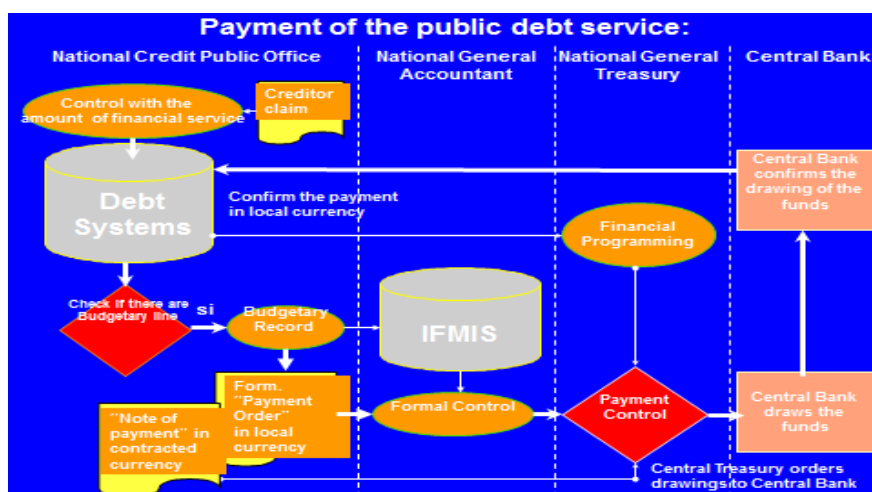 Payment of the public debt service:
National Credit Public Office
National General
Accountant
National General
Treasury
Central Bank
Control with the
amount of financial service
Creditor
claim
Debt
Systems
Confirm the payment
in local currency
Central Bank
confirms the
drawing of the
funds
Financial
Programming
Check if there are
Budgetary line
si
Budgetary
Record
IFMIS
Form.
"Payment
Order"
in local
currency
"Note of
payment" in
contracted
currency
Formal Control
Payment
Control
Central Bank
draws the
funds
Central Treasury orders
drawings to Central Bank